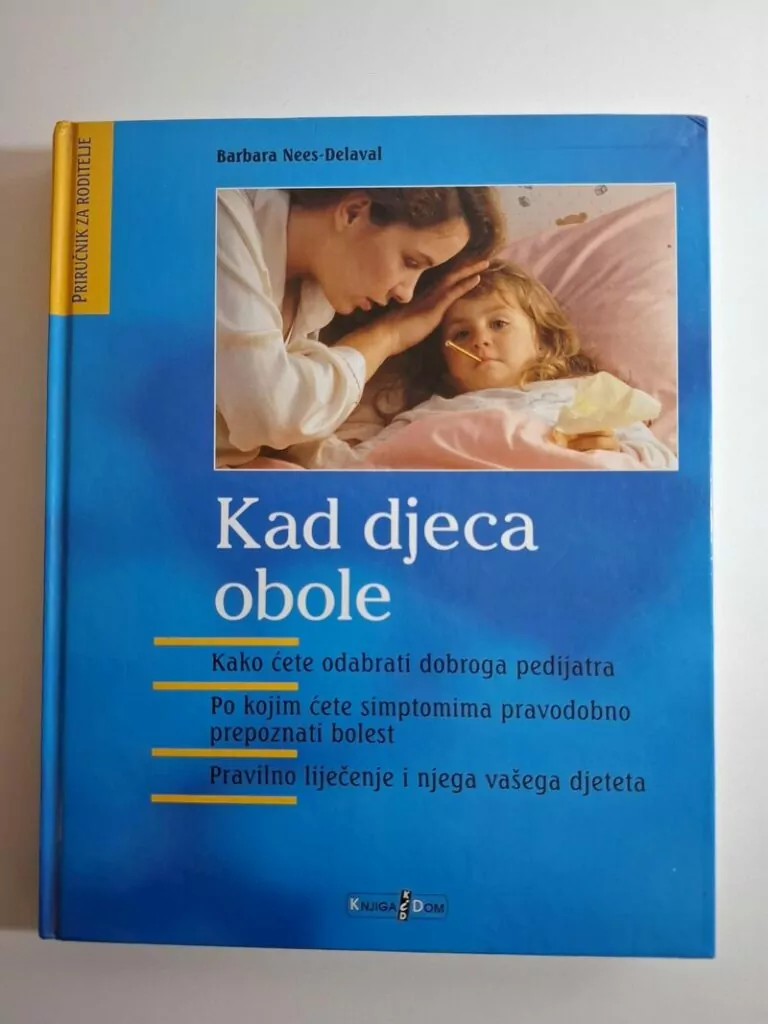 PRIRUČNIK ZA RODITELJE
Barbara Nees-Delaval
Kad djeca
obole
Kako ćete odabrati dobroga pedijatra
Po kojim ćete simptomima pravodobno
prepoznati bolest
Pravilno liječenje i njega vašega djeteta
KNJIGA KZD DOM